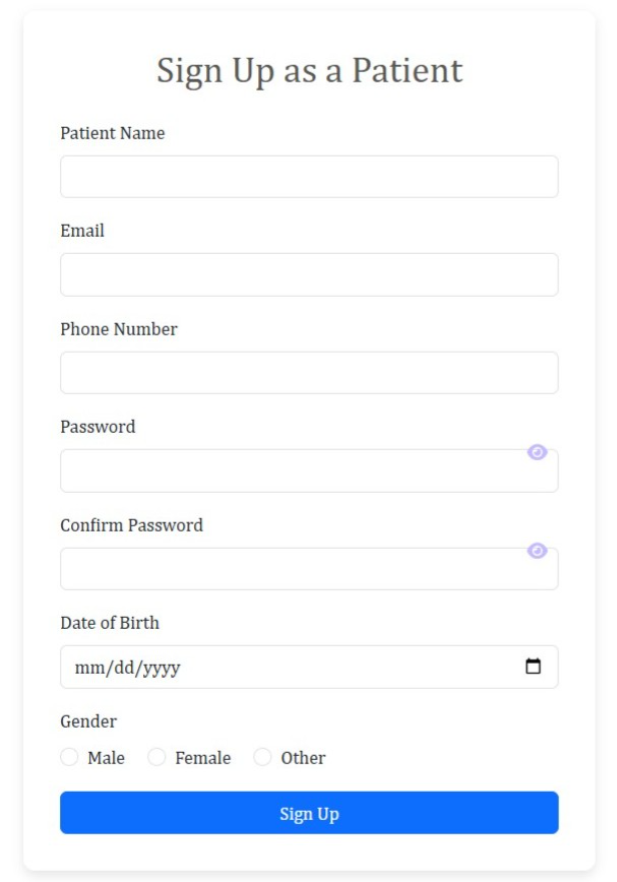 Sign Up as a Patient
Patient Name
Email
Phone Number
Password
Confirm Password
Date of Birth
mm/dd/yyyy
Gender
Male Female Other
Sign Up